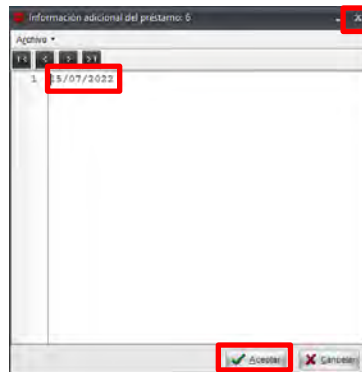 Información adicional del préstamo: 6
Archivo
1 15/07/2022
Aceptar Cancelar